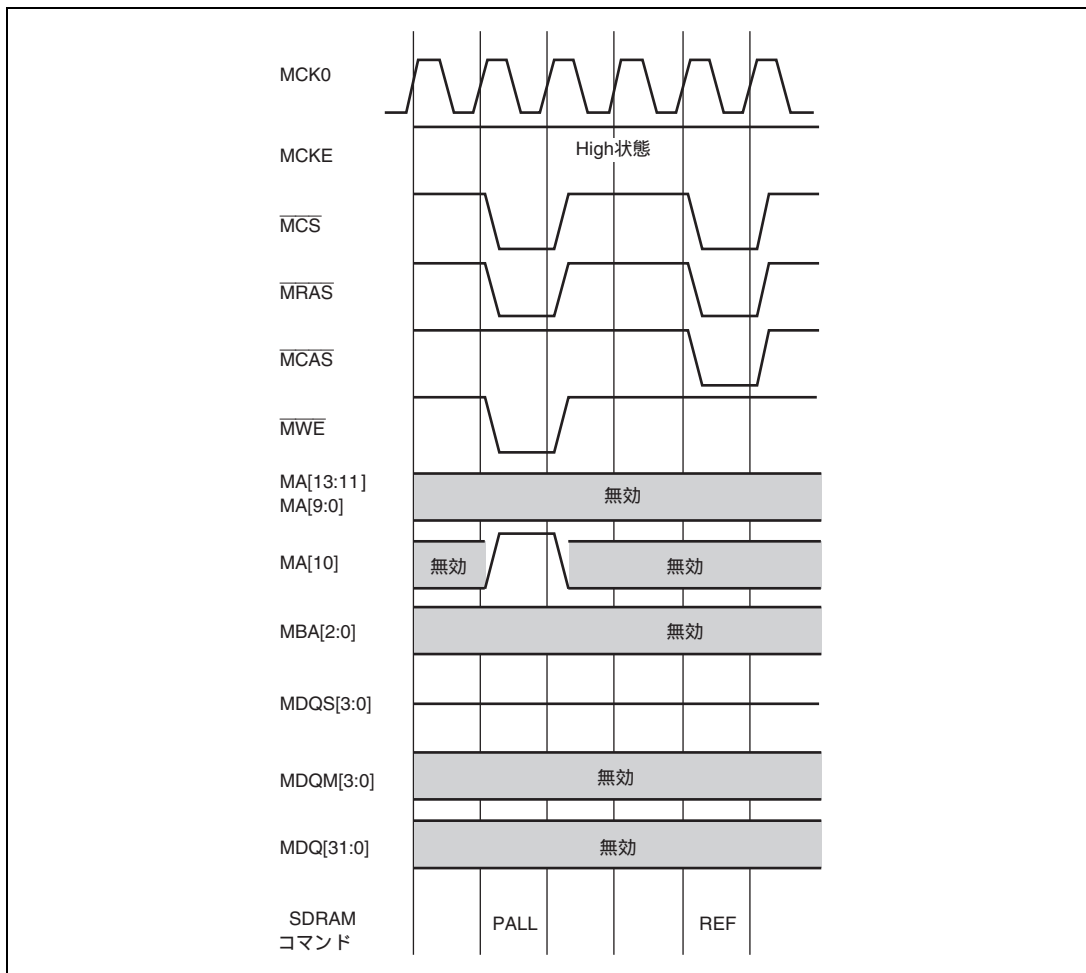 MCK0
MCKE
High状態
MCS
MRAS
MCAS
MWE
MA[13:11]
MA[9:0]
無効
MA[10]
無効
無効
MBA[2:0]
無効
MDQS[3:0]
MDQM[3:0]
無効
MDQ[31:0]
無効
SDRAM
コマンド
PALL
REF